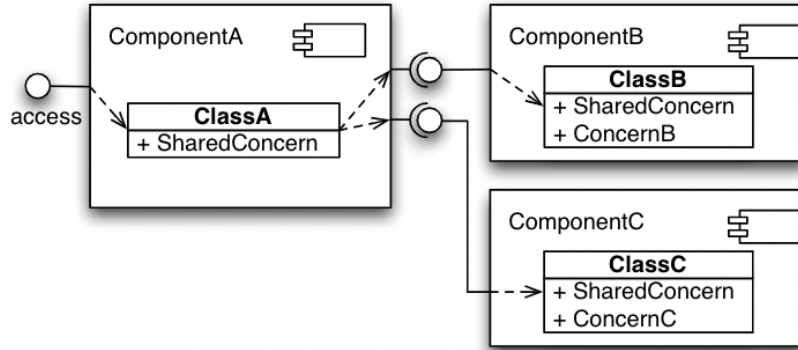 ComponentA
access
ClassA
+ SharedConcern
ComponentB
ClassB
+ SharedConcern
+ ConcernB
ComponentC
ClassC
+ SharedConcern
+ ConcernC